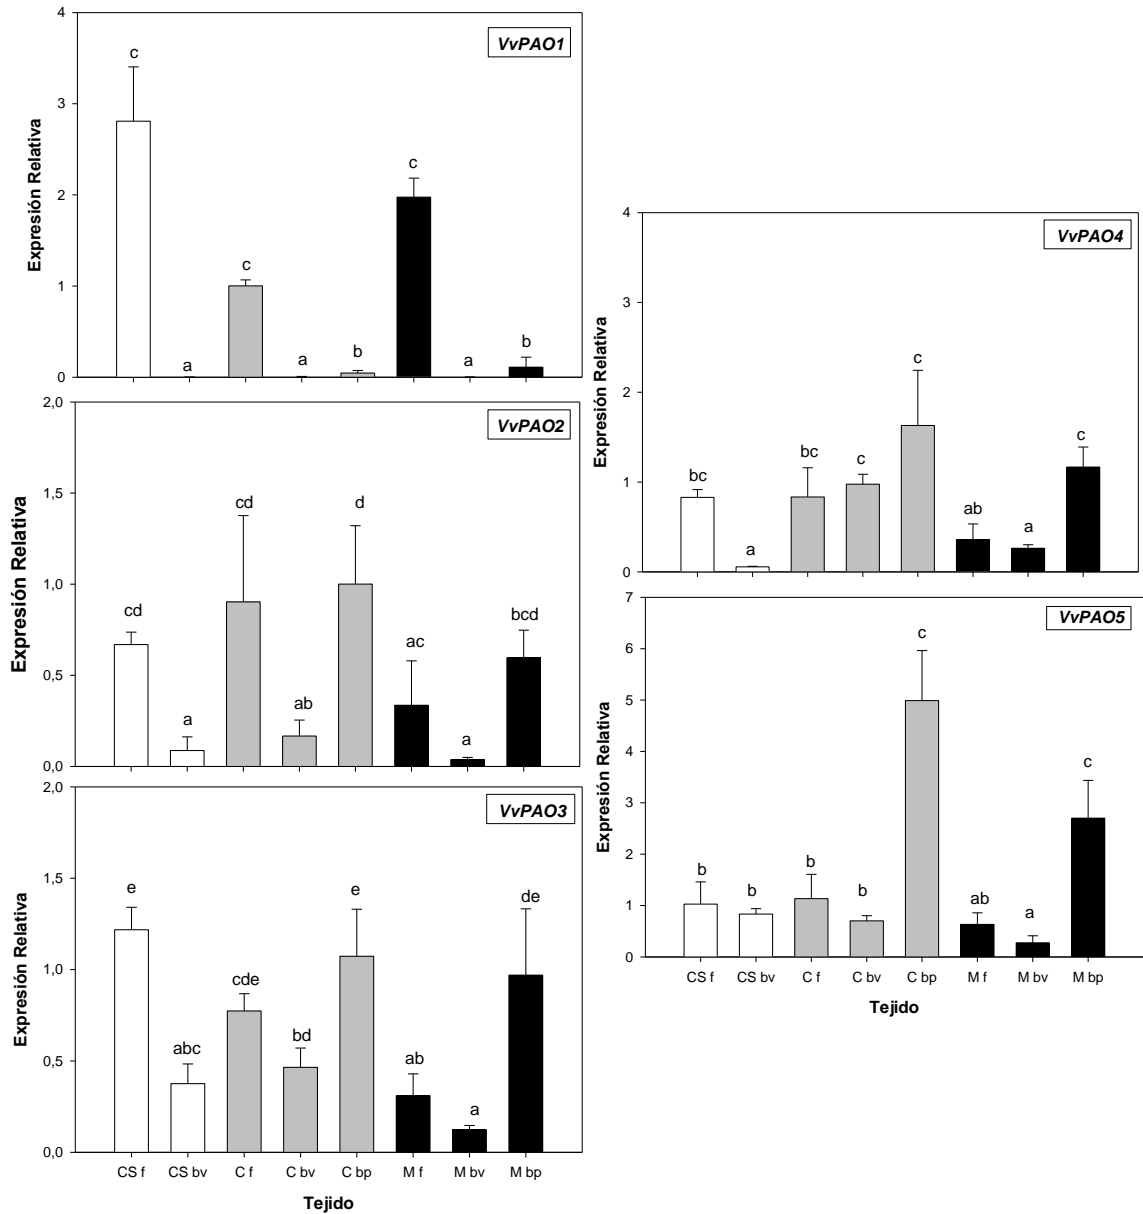 VvPAO1
Expresión Relativa
4
3
2
1
0
c
a
c
a
b
c
a
b
VvPAO2
Expresión Relativa
2,0
1,5
1,0
0,5
0,0
cd
a
cd
ab
d
ac
a
bcd
VvPAO3
Expresión Relativa
2,0
1,5
1,0
0,5
0,0
e
abc
cde
bd
e
ab
a
de
CS f CS bv C f C bv C bp M f M bv M bp
Tejido
VvPAO4
Expresión Relativa
4
3
2
1
0
bc
a
bc
c
c
ab
a
c
VvPAO5
Expresión Relativa
7
6
5
4
3
2
1
0
b
b
b
b
c
ab
a
c
CS f CS bv C f C bv C bp M f M bv M bp
Tejido